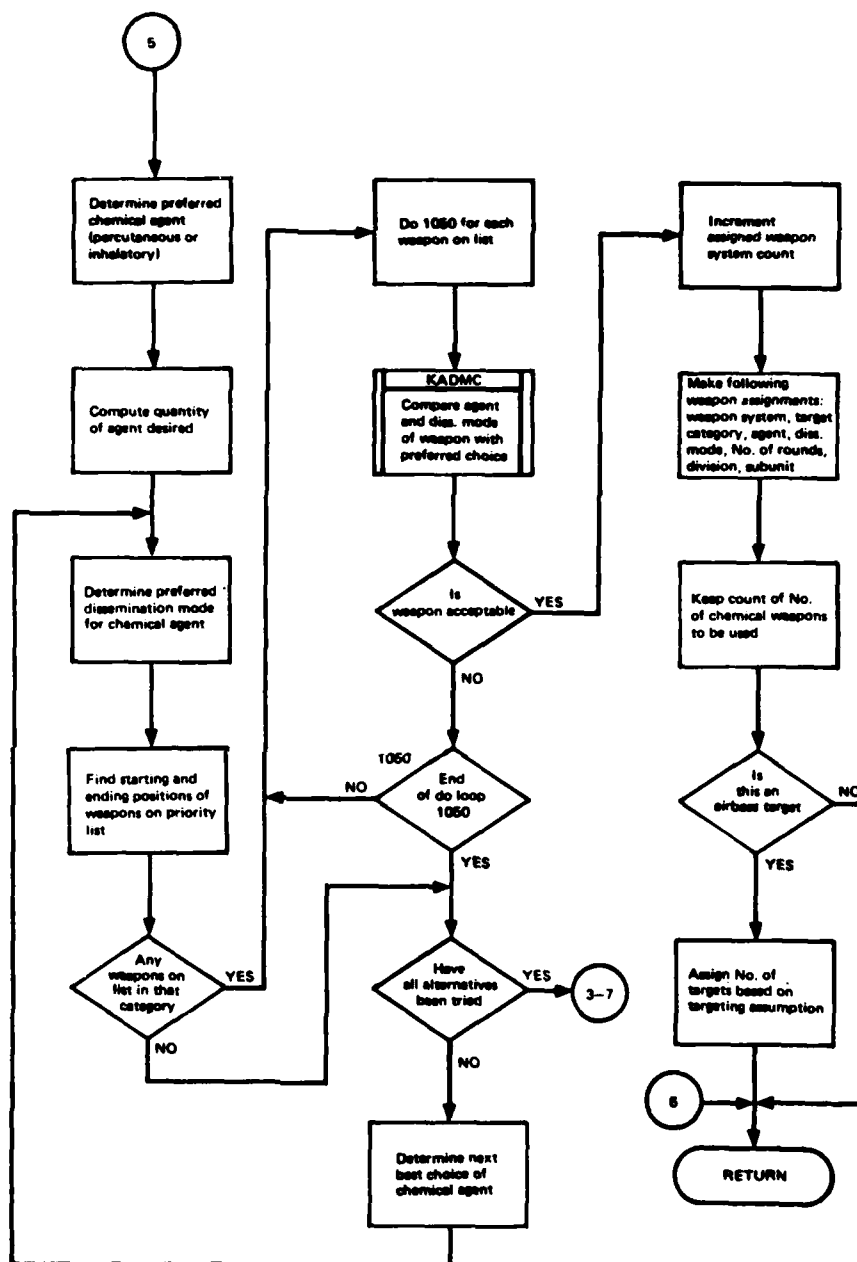 5
Determine preferred
chemical agent
(percutaneous or
inhalatory)
Compute quantity
of agent desired
Determine preferred
dissemination mode
for chemical agent
Find starting and
ending positions of
weapons on priority
list
Any
weapons on
list in that
category
YES
NO
Do 1050 for each
weapon on list
KADMC
Compare agent
and diss. mode
of weapon with
preferred choice
Is
weapon acceptable
YES
NO
1050
End
of do loop
1050
NO
YES
Have
all alternatives
been tried
YES
3-7
NO
Determine next
best choice of
chemical agent
Increment
assigned weapon
system count
Make following
weapon assignments:
weapon system, target
category, agent, diss.
mode, No. of rounds,
division, subunit
Keep count of No.
of chemical weapons
to be used
Is
this an
airbase target
NO
YES
Assign No. of
targets based on
targeting assumption
RETURN